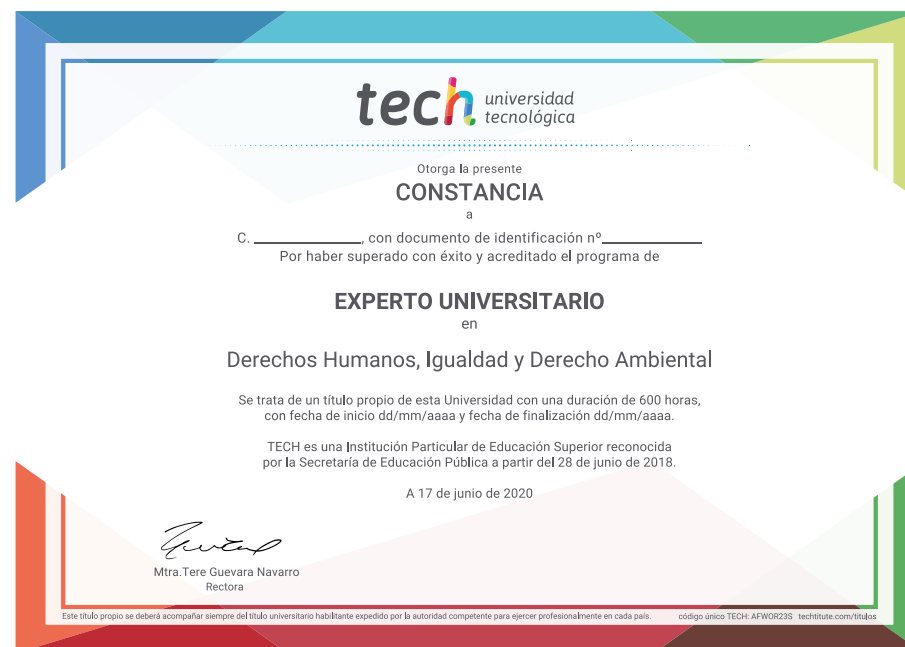 tech universidad
tecnológica
Otorga la presente
CONSTANCIA
a
C. ____________, con documento de identificación nº____________
Por haber superado con éxito y acreditado el programa de
EXPERTO UNIVERSITARIO
en
Derechos Humanos, Igualdad y Derecho Ambiental
Se trata de un título propio de esta Universidad con una duración de 600 horas,
con fecha de inicio dd/mm/aaaa y fecha de finalización dd/mm/aaaa.
TECH es una Institución Particular de Educación Superior reconocida
por la Secretaría de Educación Pública a partir del 28 de junio de 2018.
A 17 de junio de 2020
Mtra.Tere Guevara Navarro
Rectora
Este título propio se deberá acompañar siempre del título universitario habilitante expedido por la autoridad competente para ejercer profesionalmente en cada país. código único TECH: AFWOR23S techtitute.com/titulos